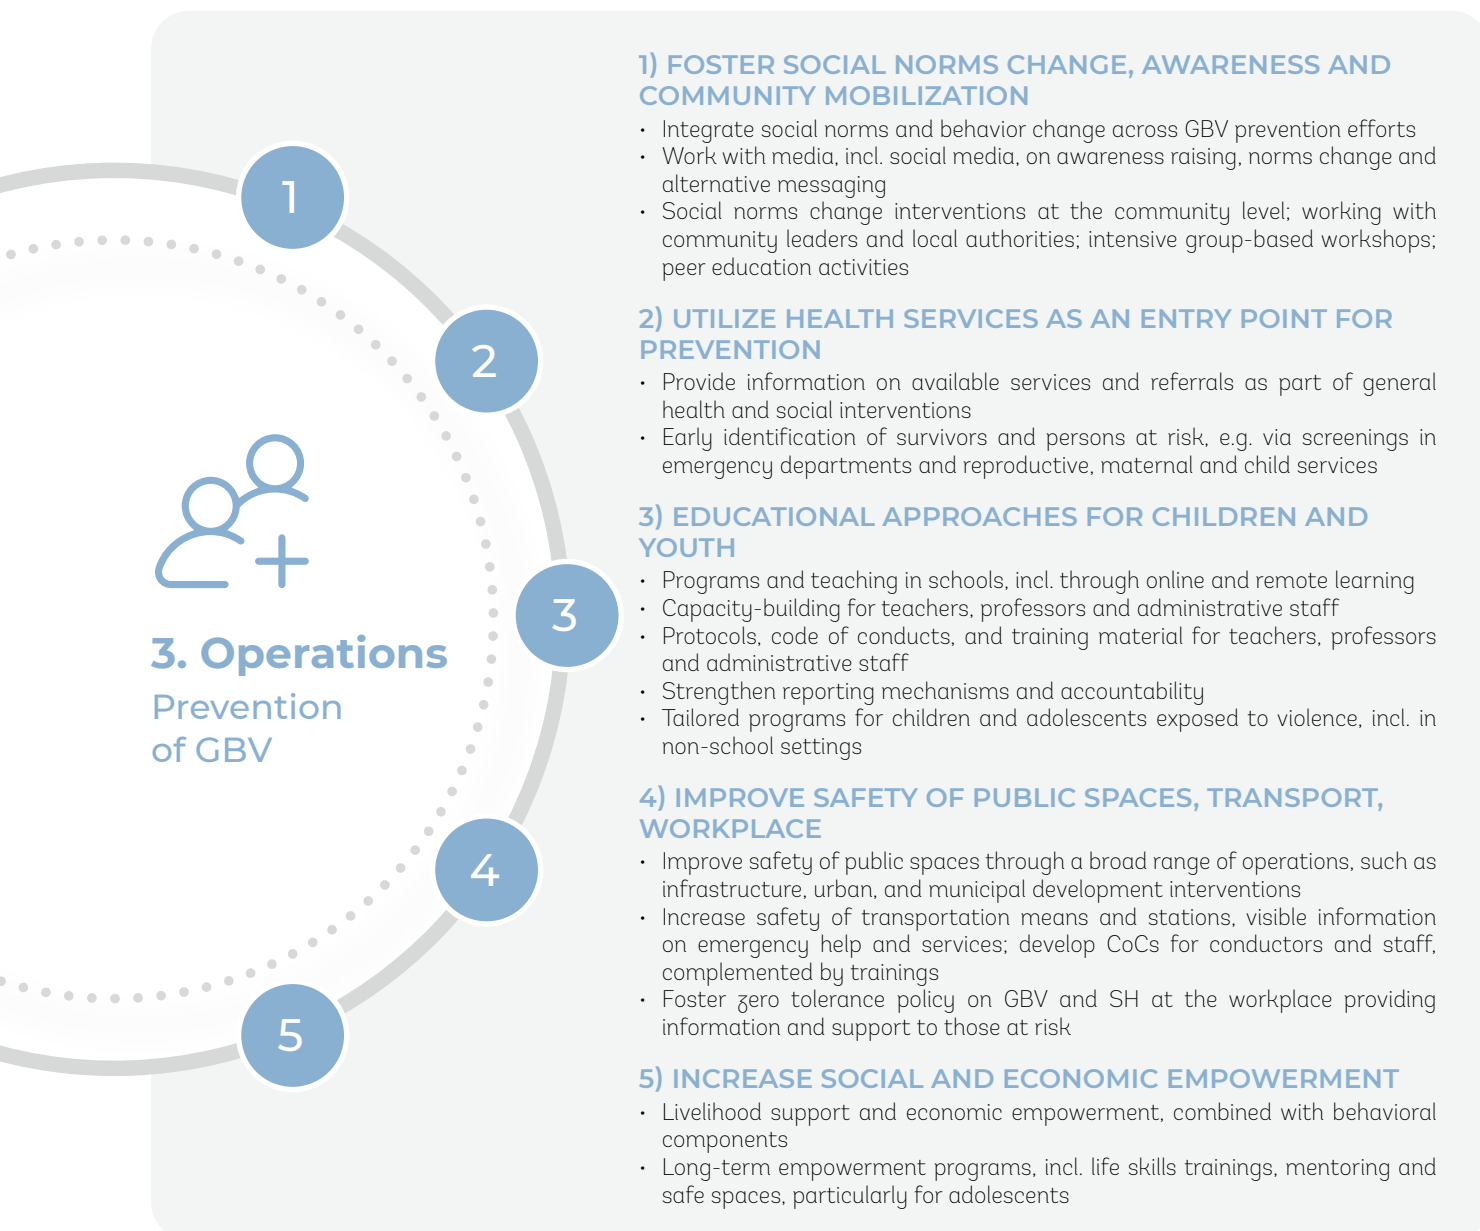 1
2
3
4
5
3. Operations
Prevention
of GBV
1) FOSTER SOCIAL NORMS CHANGE, AWARENESS AND
COMMUNITY MOBILIZATION
• Integrate social norms and behavior change across GBV prevention efforts
• Work with media, incl. social media, on awareness raising, norms change and
alternative messaging
• Social norms change interventions at the community level; working with
community leaders and local authorities; intensive group-based workshops;
peer education activities
2) UTILIZE HEALTH SERVICES AS AN ENTRY POINT FOR
PREVENTION
• Provide information on available services and referrals as part of general
health and social interventions
• Early identification of survivors and persons at risk, e.g. via screenings in
emergency departments and reproductive, maternal and child services
3) EDUCATIONAL APPROACHES FOR CHILDREN AND
YOUTH
• Programs and teaching in schools, incl. through online and remote learning
• Capacity-building for teachers, professors and administrative staff
• Protocols, code of conducts, and training material for teachers, professors
and administrative staff
• Strengthen reporting mechanisms and accountability
• Tailored programs for children and adolescents exposed to violence, incl. in
non-school settings
4) IMPROVE SAFETY OF PUBLIC SPACES, TRANSPORT,
WORKPLACE
• Improve safety of public spaces through a broad range of operations, such as
infrastructure, urban, and municipal development interventions
• Increase safety of transportation means and stations, visible information
on emergency help and services; develop CoCs for conductors and staff,
complemented by trainings
• Foster zero tolerance policy on GBV and SH at the workplace providing
information and support to those at risk
5) INCREASE SOCIAL AND ECONOMIC EMPOWERMENT
• Livelihood support and economic empowerment, combined with behavioral
components
• Long-term empowerment programs, incl. life skills trainings, mentoring and
safe spaces, particularly for adolescents